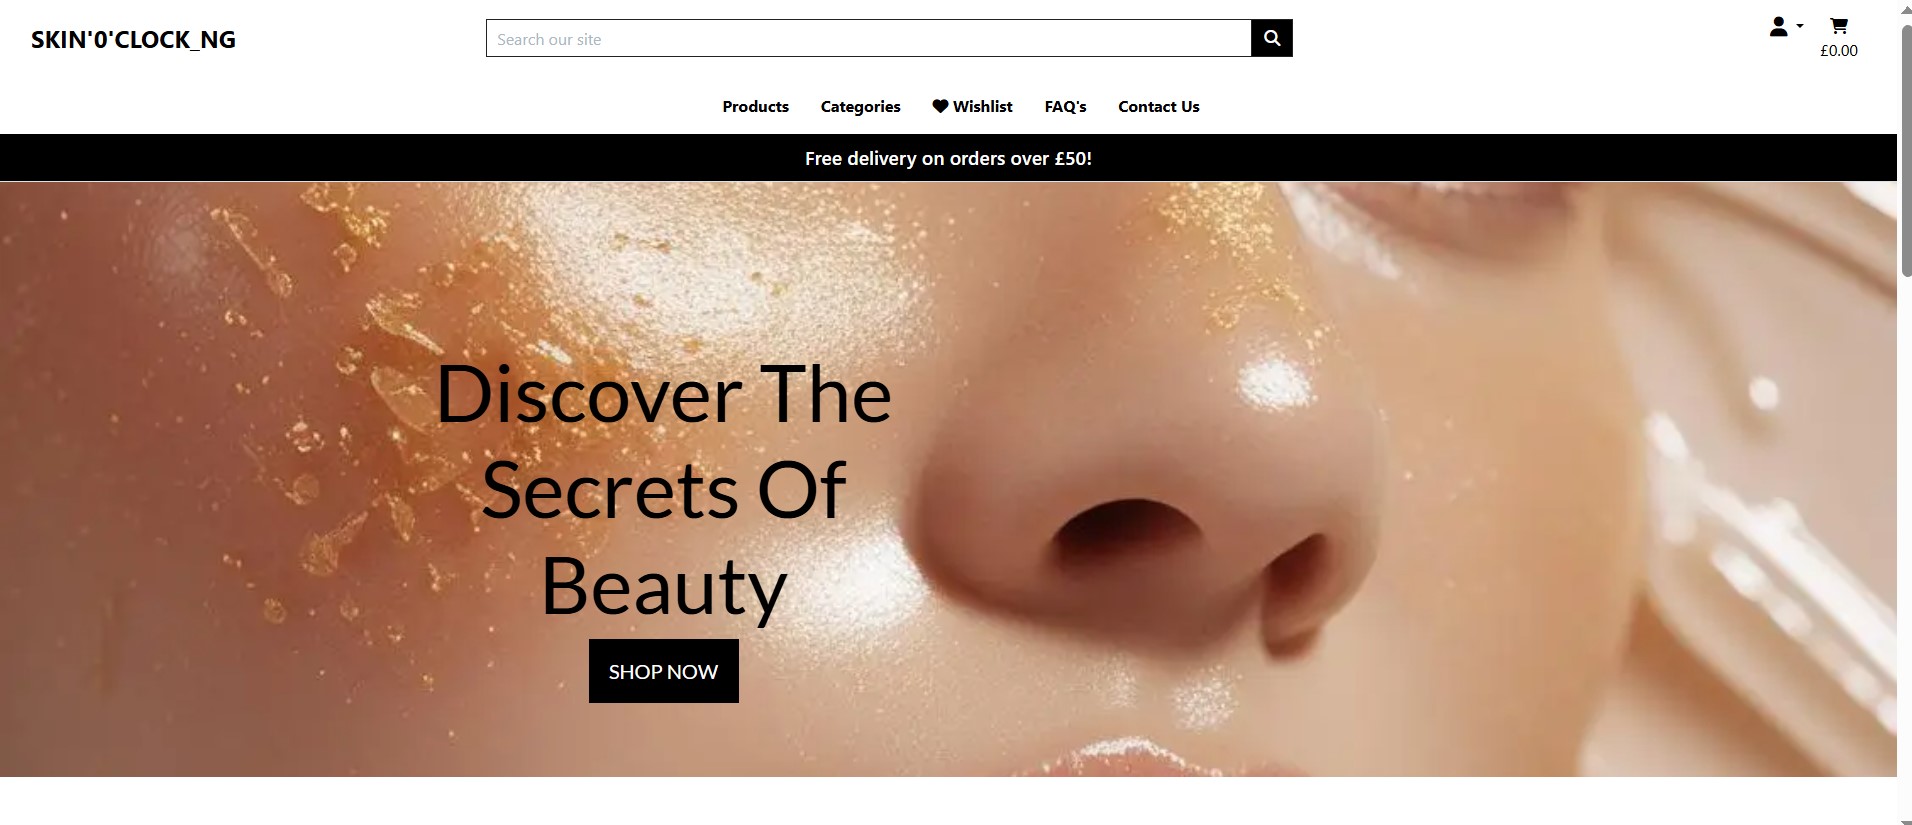 SKIN'0'CLOCK_NG
Search our site
£0.00
Products Categories Wishlist FAQ's Contact Us
Free delivery on orders over £50!
Discover The
Secrets Of
Beauty
SHOP NOW